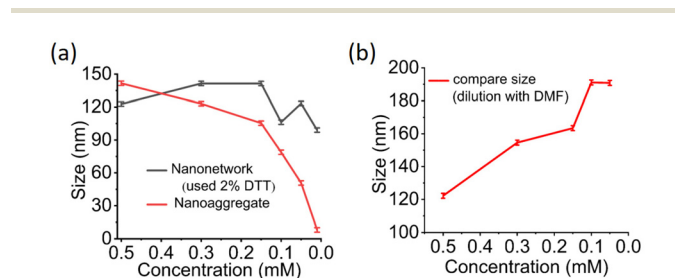 (a)
150
120
90
60
30
0
Size (nm)
Nanonetwork
(used 2% DTT)
Nanoaggregate
0.5 0.4 0.3 0.2 0.1 0.0
Concentration (mM)
(b)
200
180
160
140
120
100
Size (nm)
compare size
(dilution with DMF)
0.5 0.4 0.3 0.2 0.1 0.0
Concentration (mM)